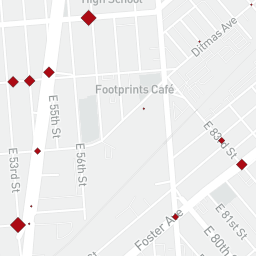 High School
Ditmas Ave
Footprints Café
E 55th St
E 83rd St
E 53rd St
E 56th St
Foster Ave
E 81st St
E 80th St